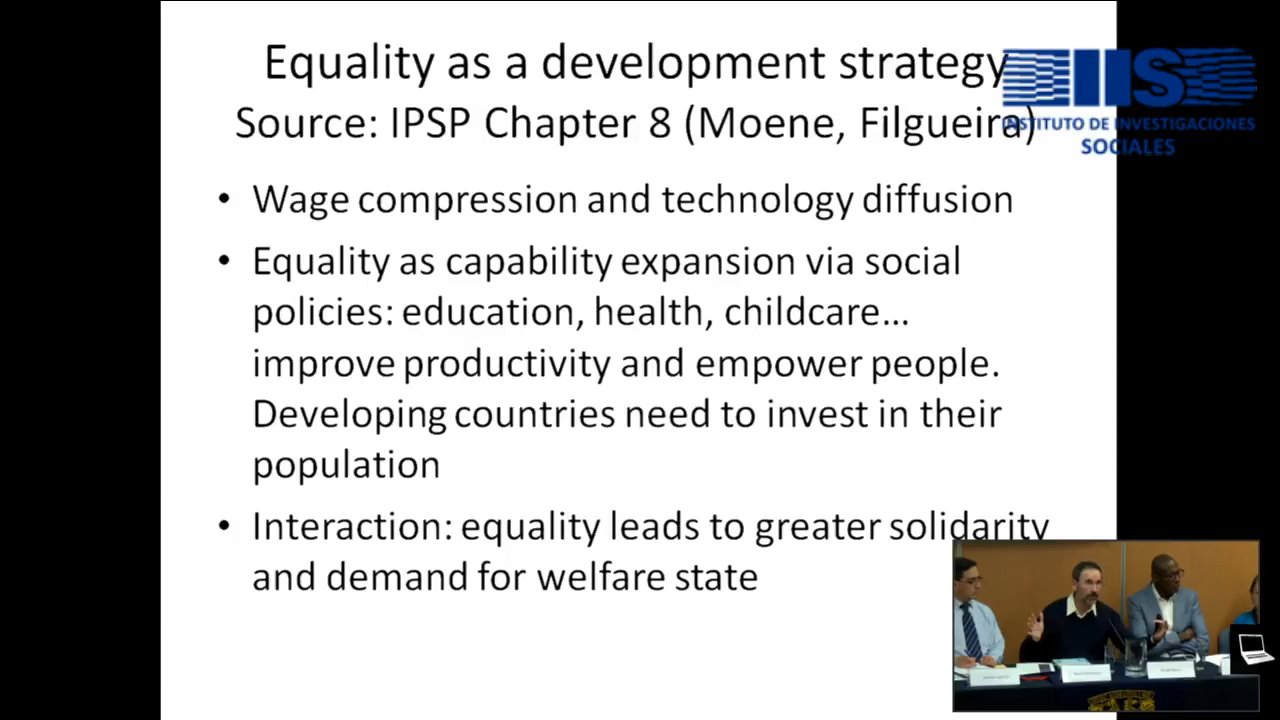 Equality as a development strategy
Source: IPSP Chapter 8 (Moene, Filgueira)
IIS
INSTITUTO DE INVESTIGACIONES
SOCIALES
• Wage compression and technology diffusion
• Equality as capability expansion via social
policies: education, health, childcare...
improve productivity and empower people.
Developing countries need to invest in their
population
• Interaction: equality leads to greater solidarity
and demand for welfare state